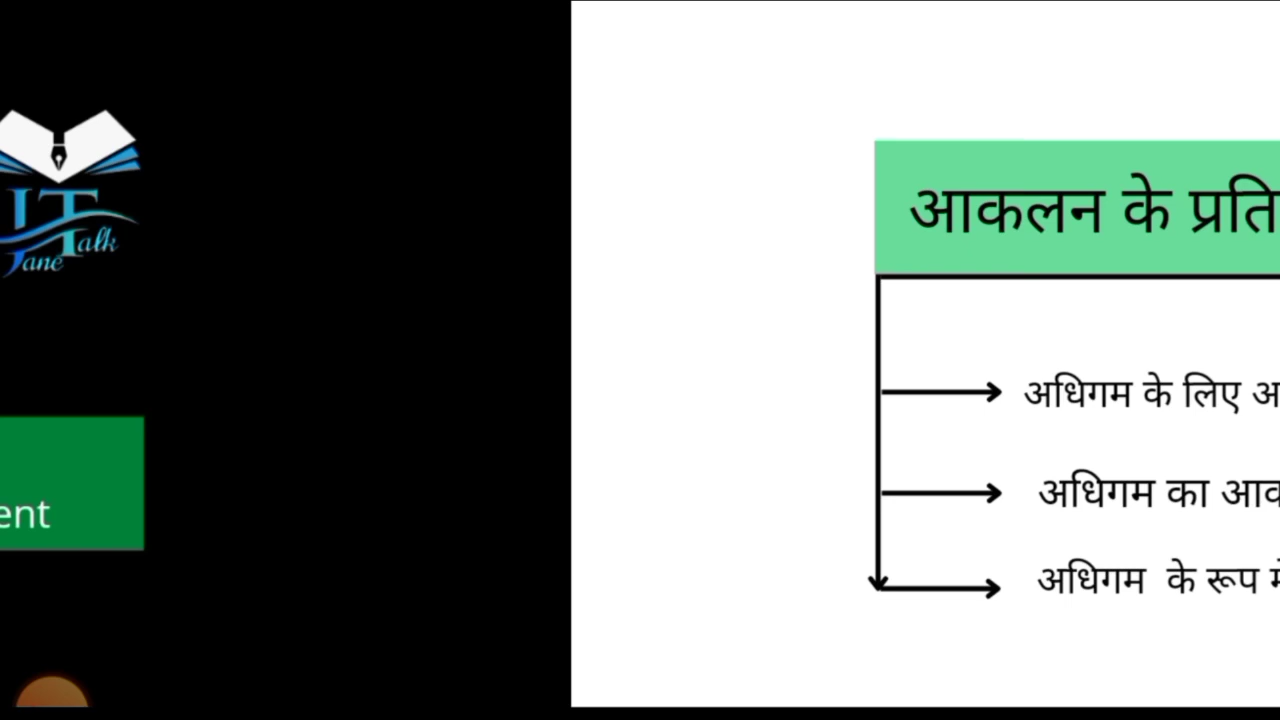 JT
Jane Talk
ent
आकलन के प्रति
अधिगम के लिए अ
अधिगम का आक
अधिगम के रूप में